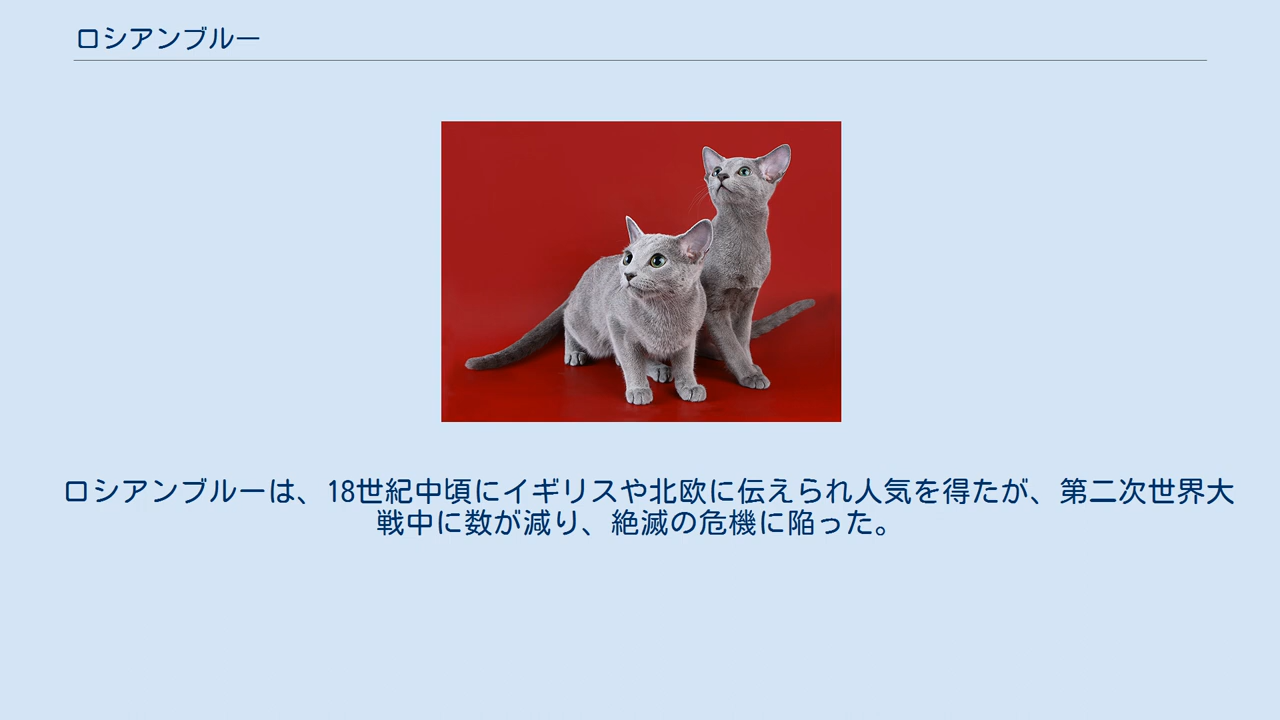 ロシアンブルー
ロシアンブルーは、18世紀中頃にイギリスや北欧に伝えられ人気を得たが、第二次世界大
戦中に数が減り、絶滅の危機に陥った。